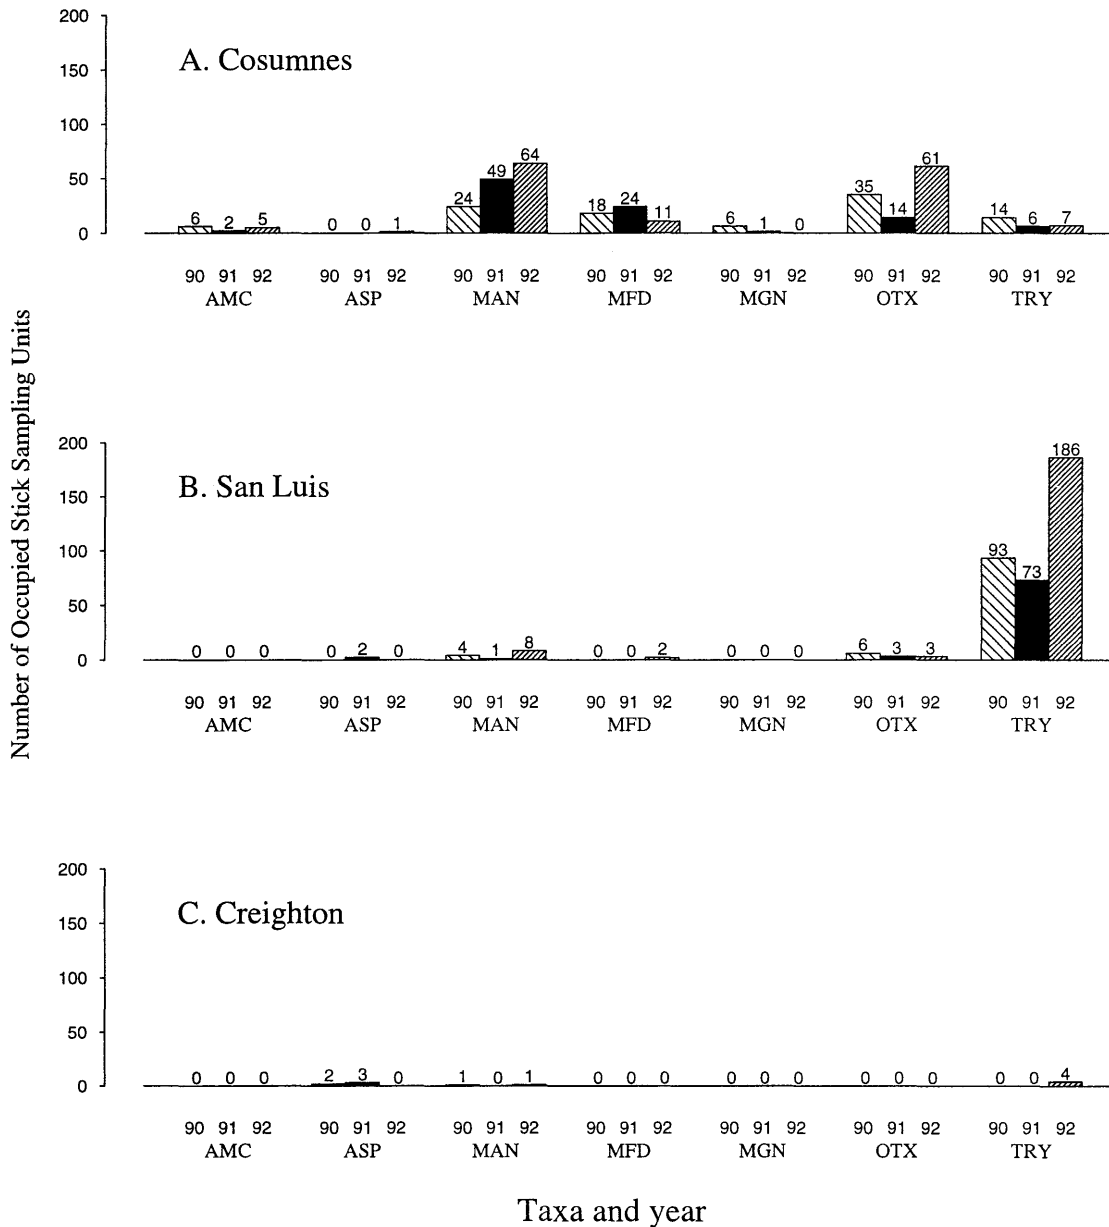 Number of Occupied Stick Sampling Units
A. Cosumnes
200
150
100
50
0
6 2 5 0 0 1 24 49 64 18 24 11 6 1 0 35 14 61 14 6 7
90 91 92 90 91 92 90 91 92 90 91 92 90 91 92 90 91 92 90 91 92
AMC ASP MAN MFD MGN OTX TRY
B. San Luis
200
150
100
50
0
0 0 0 0 2 0 4 1 8 0 0 2 0 0 0 6 3 3 93 73 186
90 91 92 90 91 92 90 91 92 90 91 92 90 91 92 90 91 92 90 91 92
AMC ASP MAN MFD MGN OTX TRY
C. Creighton
200
150
100
50
0
0 0 0 2 3 0 1 0 1 0 0 0 0 0 0 0 0 0 0 0 4
90 91 92 90 91 92 90 91 92 90 91 92 90 91 92 90 91 92 90 91 92
AMC ASP MAN MFD MGN OTX TRY
Taxa and year